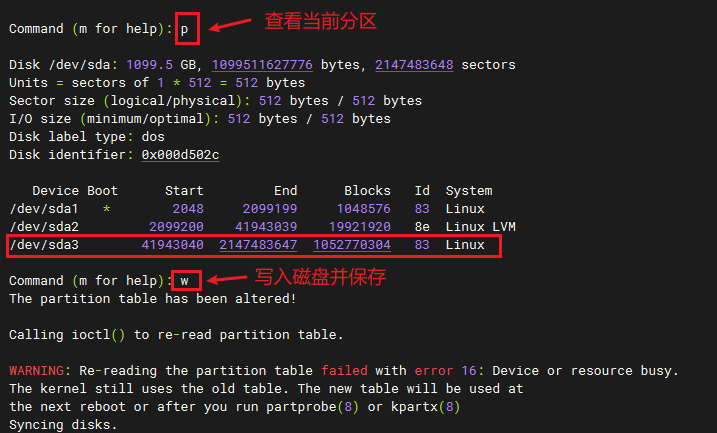 Command (m for help): p
查看当前分区
Disk /dev/sda: 1099.5 GB, 1099511627776 bytes, 2147483648 sectors
Units = sectors of 1 * 512 = 512 bytes
Sector size (logical/physical): 512 bytes / 512 bytes
I/O size (minimum/optimal): 512 bytes / 512 bytes
Disk label type: dos
Disk identifier: 0x000d502c
Device Boot Start End Blocks Id System
/dev/sda1 * 2048 2099199 1048576 83 Linux
/dev/sda2 2099200 41943039 19921920 8e Linux LVM
/dev/sda3 41943040 2147483647 1052770304 83 Linux
Command (m for help): w
写入磁盘并保存
The partition table has been altered!
Calling ioctl() to re-read partition table.
WARNING: Re-reading the partition table failed with error 16: Device or resource busy.
The kernel still uses the old table. The new table will be used at
the next reboot or after you run partprobe(8) or kpartx(8)
Syncing disks.